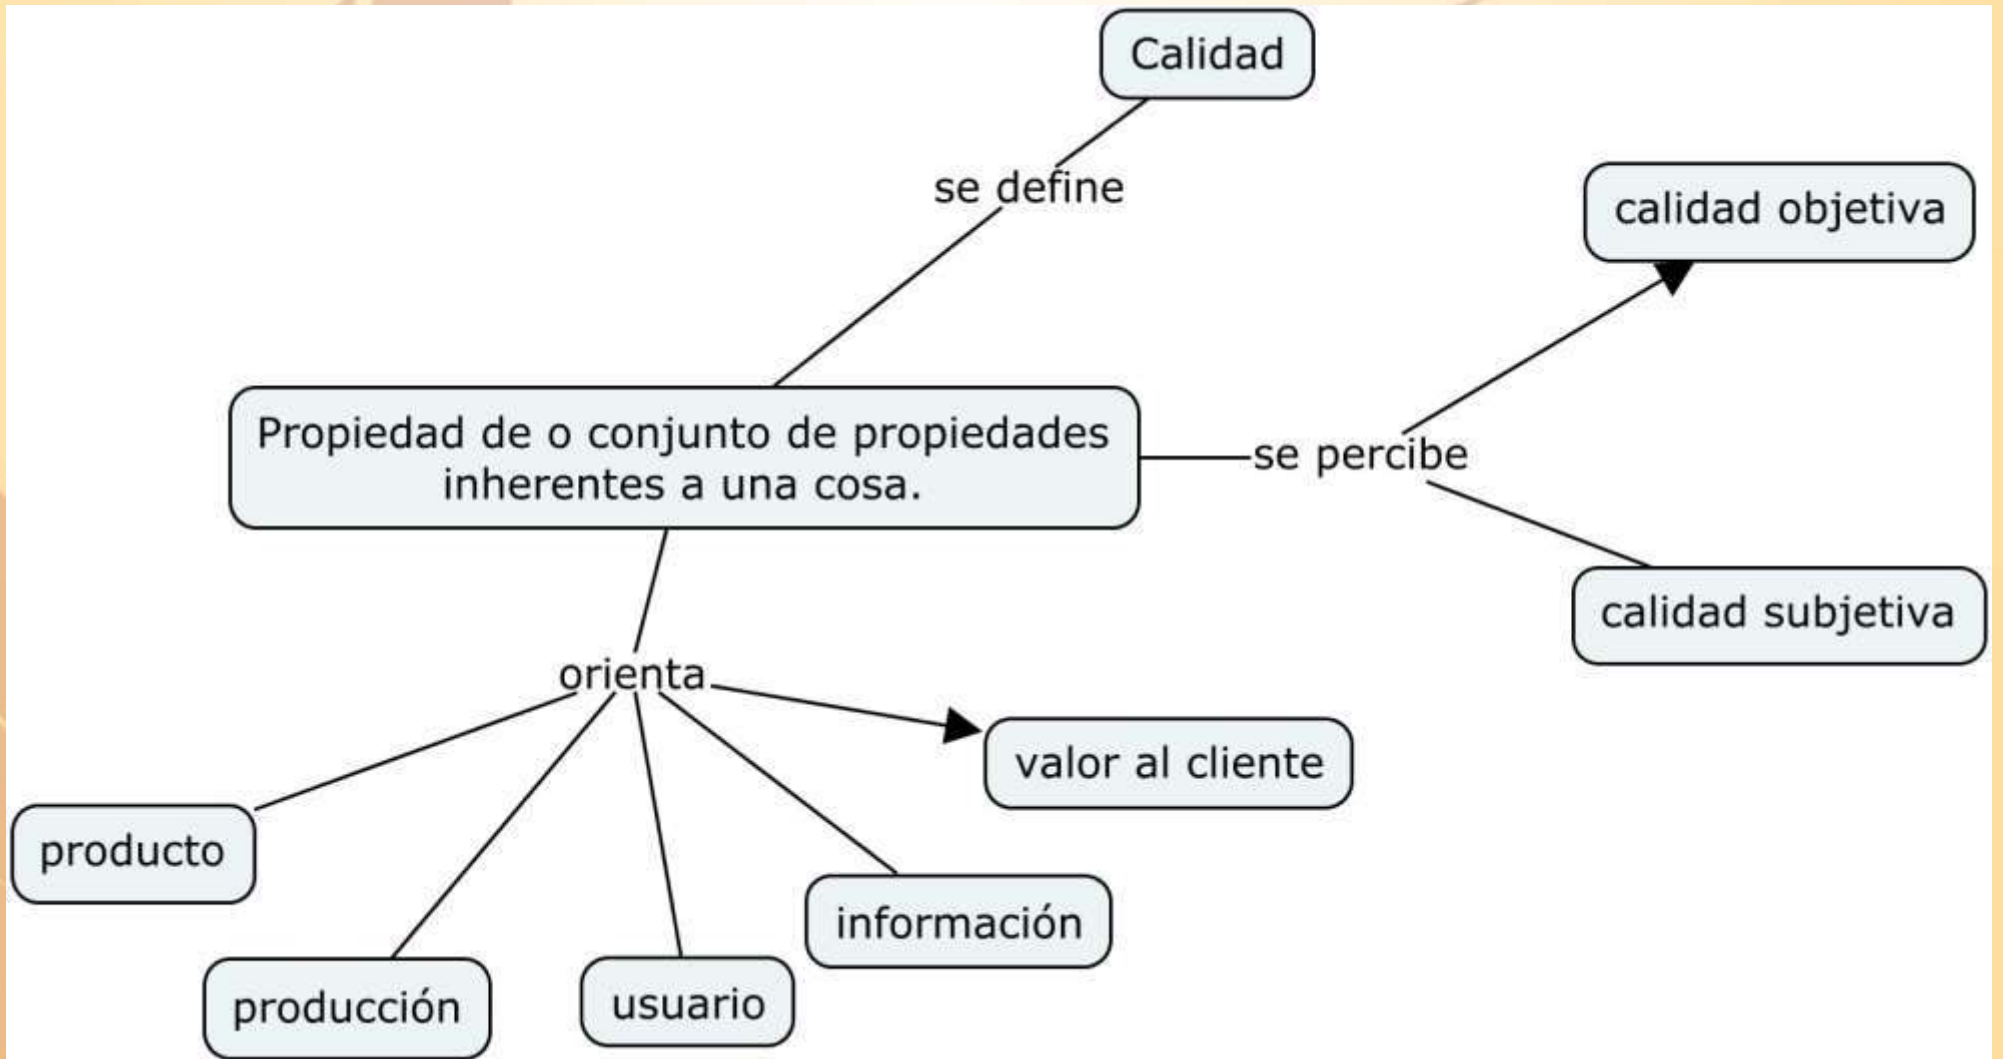 Calidad
se define
calidad objetiva
Propiedad de o conjunto de propiedades
inherentes a una cosa.
se percibe
calidad subjetiva
orienta
valor al cliente
producto
información
producción
usuario